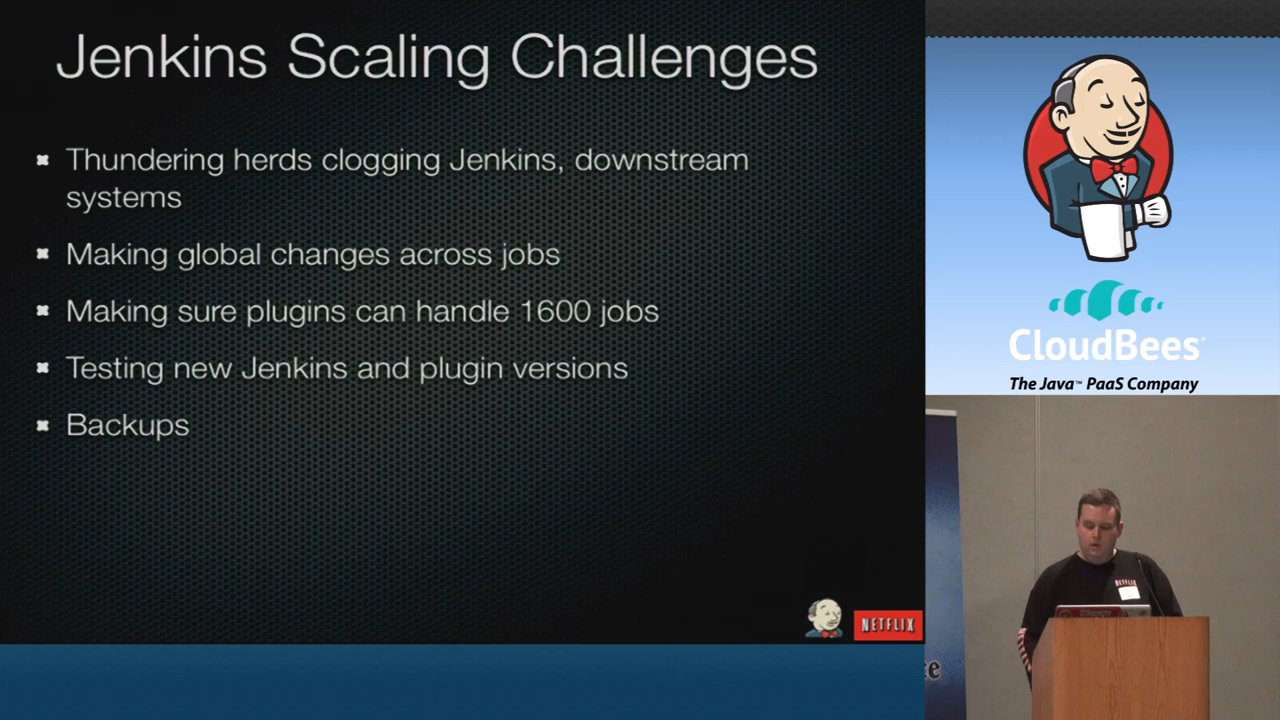 Jenkins Scaling Challenges
Thundering herds clogging Jenkins, downstream
systems
Making global changes across jobs
Making sure plugins can handle 1600 jobs
Testing new Jenkins and plugin versions
Backups
NETFLIX
CloudBees
The Java™ PaaS Company
NETFLIX